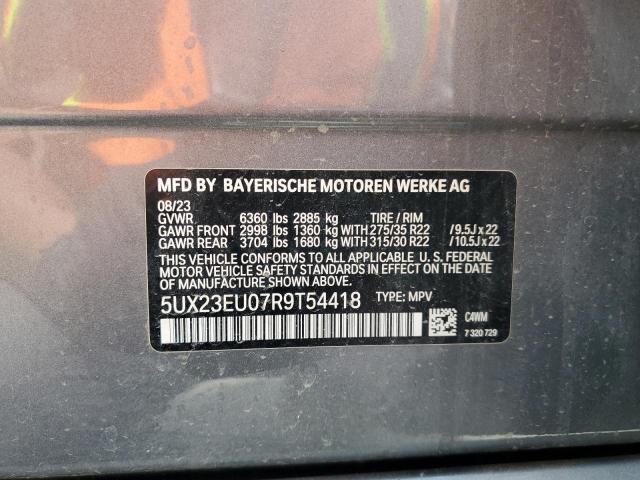 MFD BY BAYERISCHE MOTOREN WERKE AG
08/23
GVWR 6360 lbs 2885 kg TIRE / RIM
GAWR FRONT 2998 lbs 1360 kg WITH 275/35 R22 /9.5J x 22
GAWR REAR 3704 lbs 1680 kg WITH 315/30 R22 /10.5J x 22
THIS VEHICLE CONFORMS TO ALL APPLICABLE U. S. FEDERAL
MOTOR VEHICLE SAFETY STANDARDS IN EFFECT ON THE
DATE OF MANUFACTURE SHOWN ABOVE.
5UX23EU07R9T54418 TYPE: MPV
C4WM
7 320 729